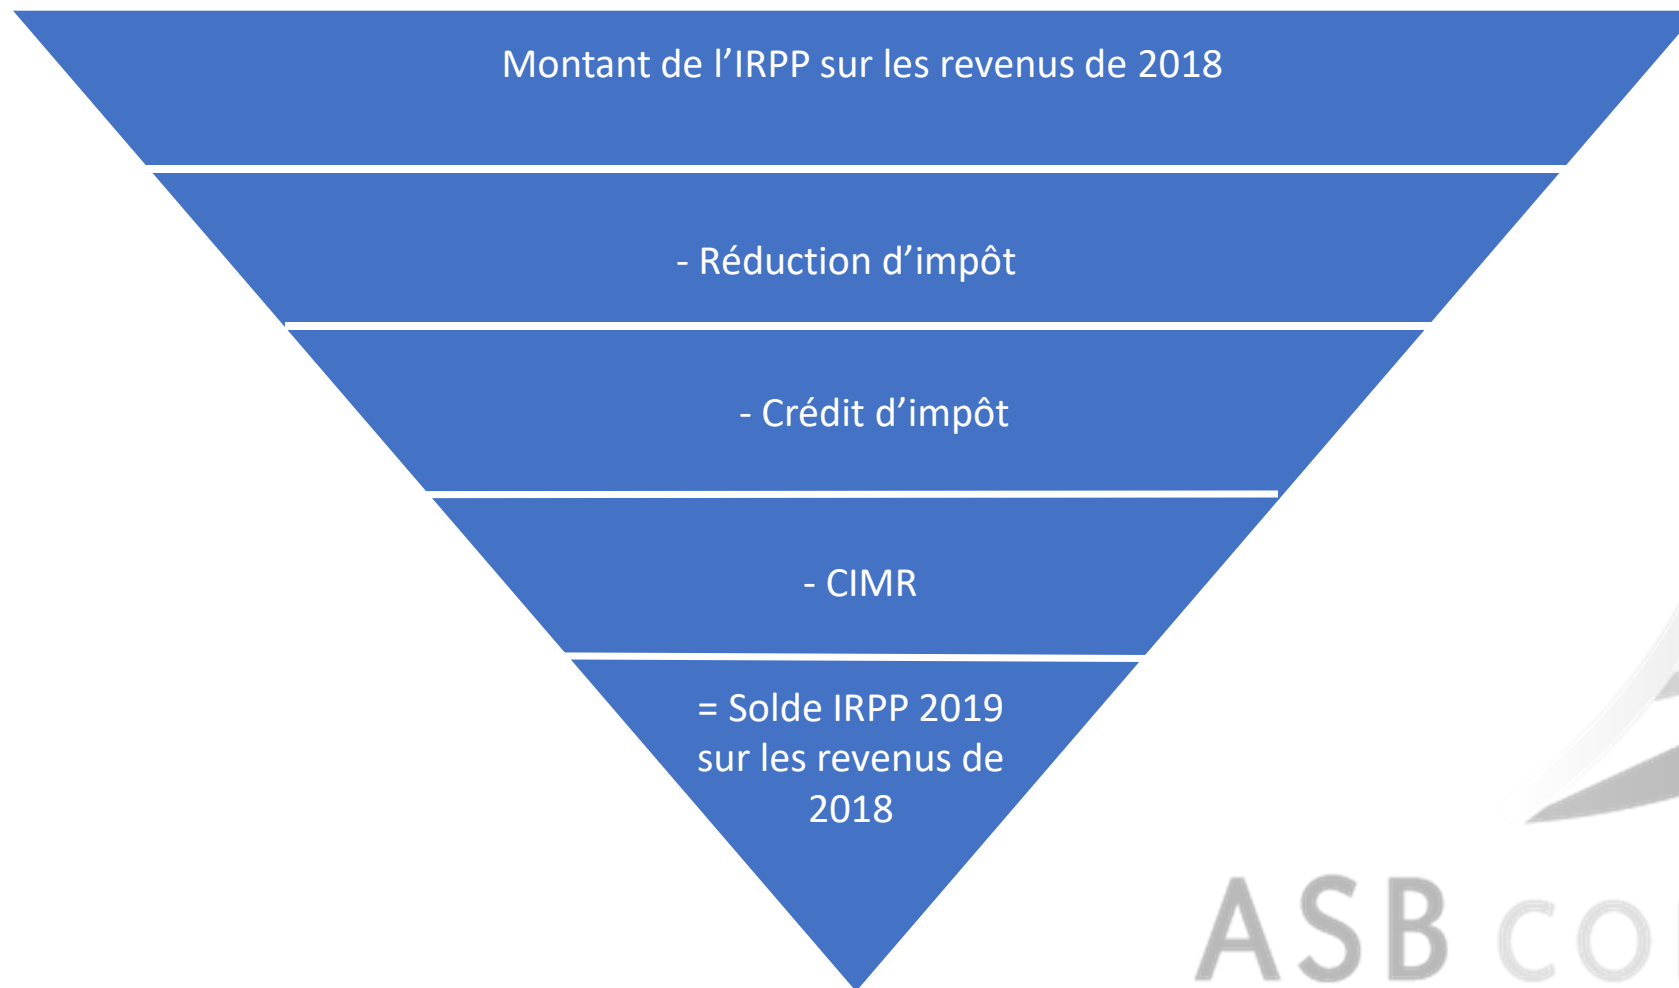 Montant de l’IRPP sur les revenus de 2018
- Réduction d’impôt
- Crédit d’impôt
- CIMR
= Solde IRPP 2019
sur les revenus de
2018
ASB CO